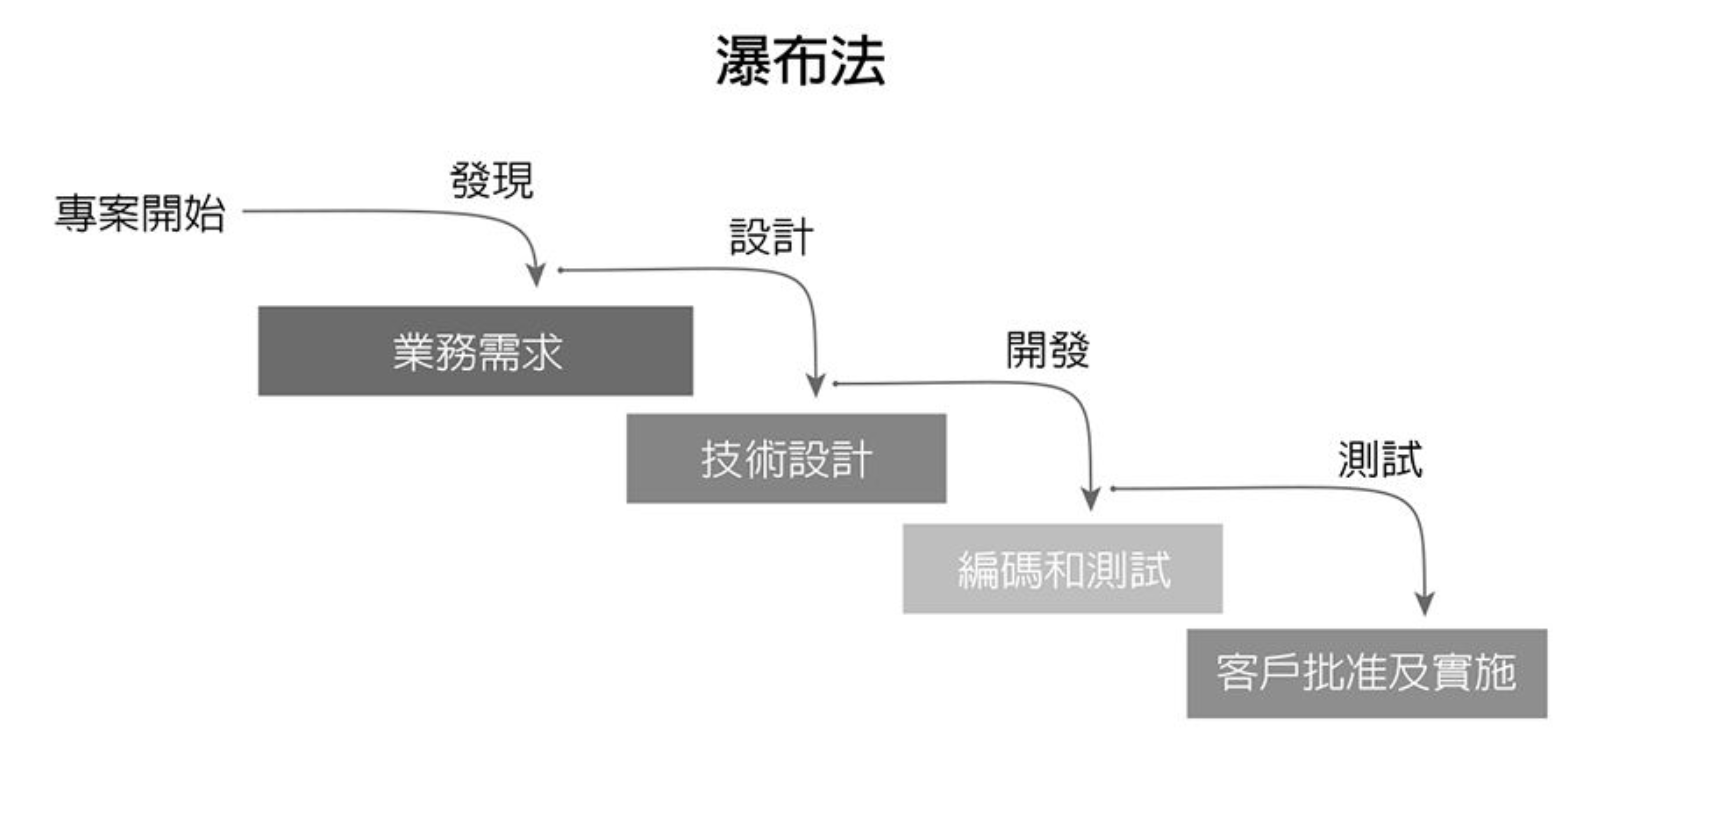 瀑布法
專案開始
發現
業務需求
設計
技術設計
開發
編碼和測試
測試
客戶批准及實施